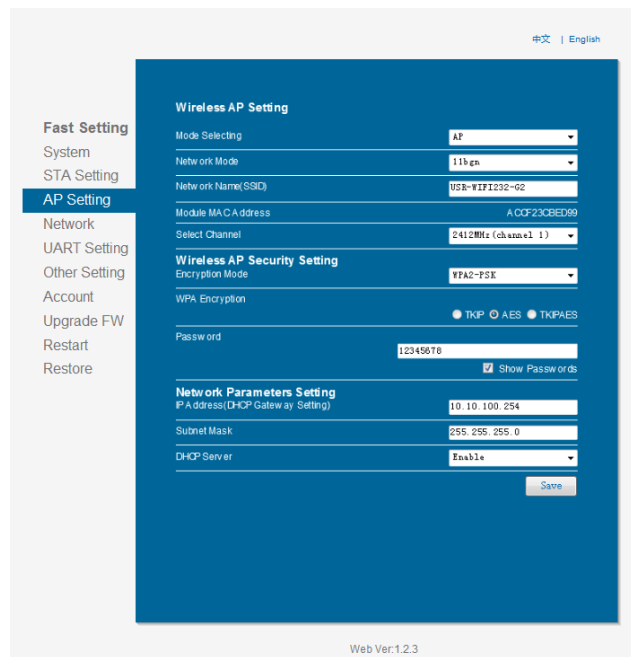 中文 | English
Fast Setting
System
STA Setting
AP Setting
Network
UART Setting
Other Setting
Account
Upgrade FW
Restart
Restore
Wireless AP Setting
Mode Selecting AP
Network Mode 11bgn
Network Name(SSID) USR-WIFI232-G2
Module MAC Address ACCF23CBED99
Select Channel 2412MHz(channel 1)
Wireless AP Security Setting
Encryption Mode WPA2-PSK
WPA Encryption
TKIP AES TKIPAES
Password
12345678
Show Passwords
Network Parameters Setting
IP Address(DHCP Gateway Setting) 10.10.100.254
Subnet Mask 255.255.255.0
DHCP Server Enable
Save
Web Ver:1.2.3